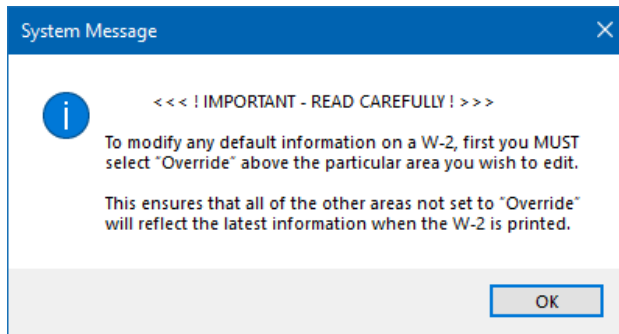 System Message
< < < ! IMPORTANT - READ CAREFULLY ! > > >
To modify any default information on a W-2, first you MUST
select "Override" above the particular area you wish to edit.
This ensures that all of the other areas not set to "Override"
will reflect the latest information when the W-2 is printed.
OK